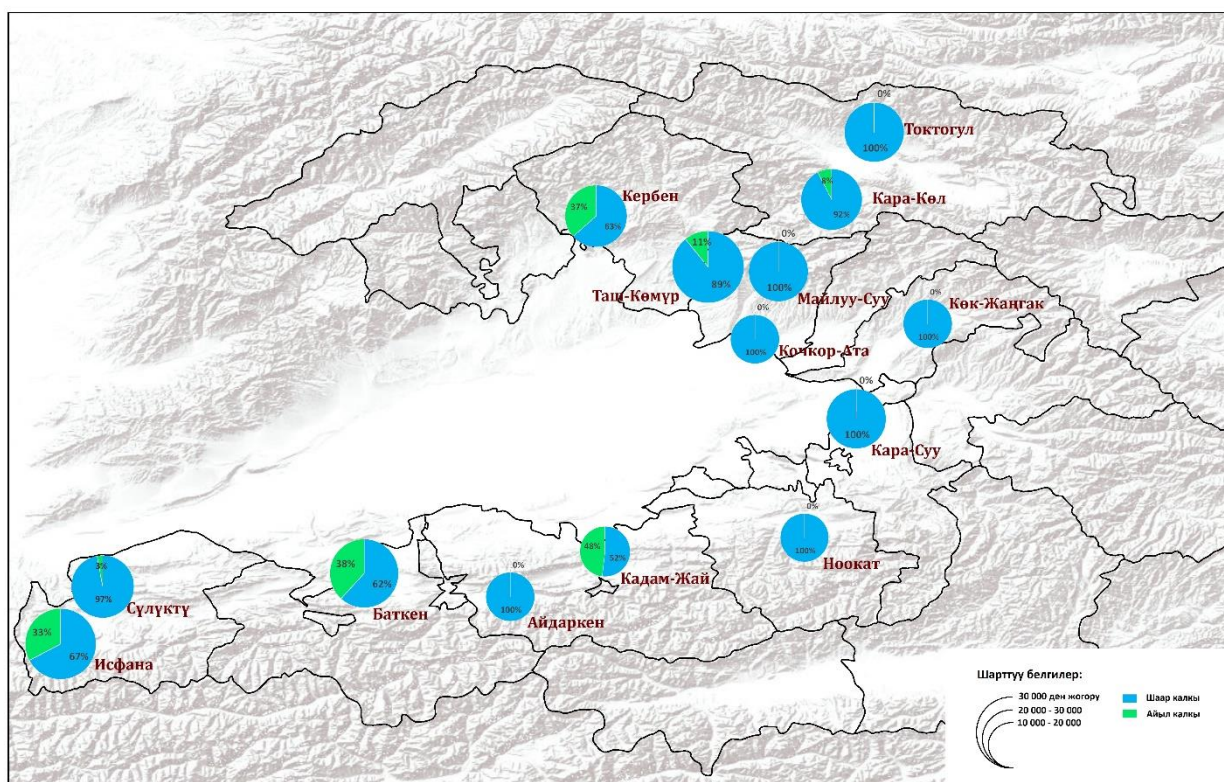 0%
Токтогул
100%
8%
Кара-Көл
92%
Кербен
37%
63%
0%
11%
Таш-Көмүр
89%
Майлуу-Суу
100%
0%
Көк-Жаңгак
100%
0%
Кочкор-Ата
100%
0%
Кара-Суу
100%
0%
Ноокат
100%
48%
52%
Кадам-Жай
0%
Айдаркен
100%
38%
62%
Баткен
3%
Сүлүктү
97%
33%
67%
Исфана
Шарттуу белгилер:
30 000 ден жогору
20 000 - 30 000
10 000 - 20 000
Шаар калкы
Айыл калкы